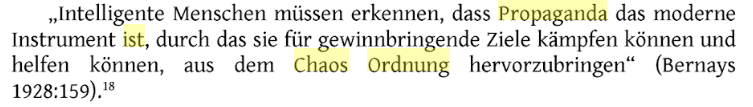 „Intelligente Menschen müssen erkennen, dass Propaganda das moderne
Instrument ist, durch das sie für gewinnbringende Ziele kämpfen können und
helfen können, aus dem Chaos Ordnung hervorzubringen“ (Bernays
1928:159).18